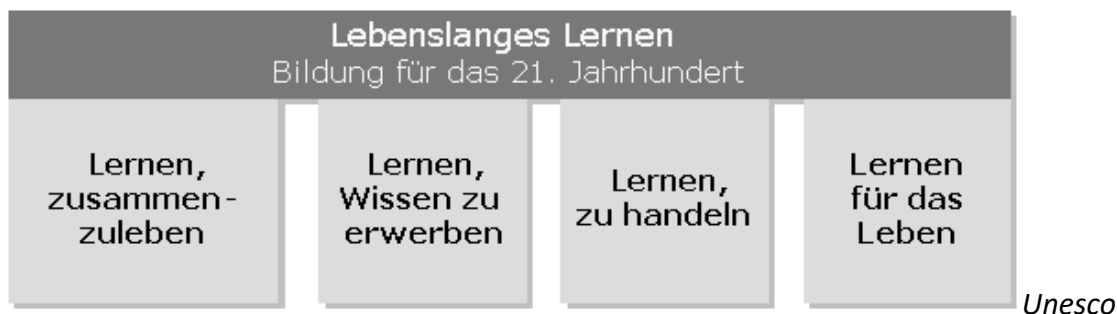 Lebenslanges Lernen
Bildung für das 21. Jahrhundert
Lernen,
zusammen-
zuleben
Lernen,
Wissen zu
erwerben
Lernen,
zu handeln
Lernen
für das
Leben
Unesco